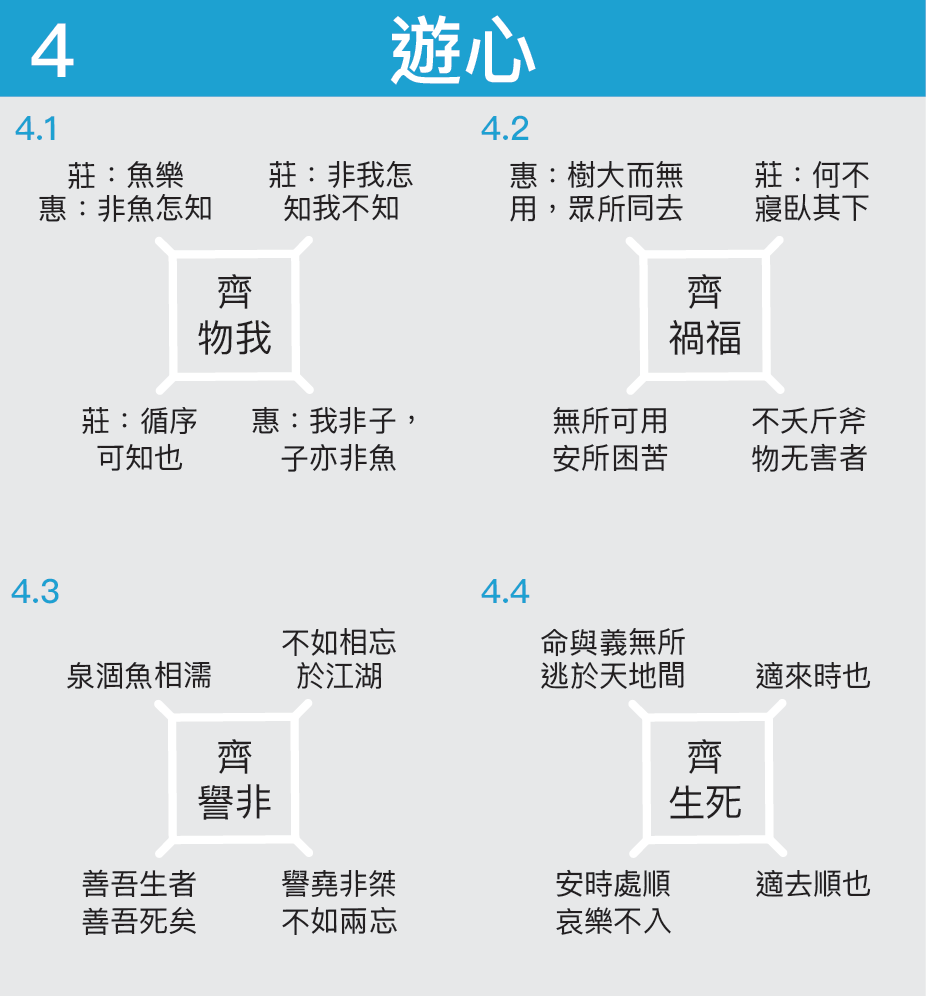 4
遊心
4.1
莊：魚樂
惠：非魚怎知
莊：非我怎
知我不知
齊
物我
莊：循序
可知也
惠：我非子，
子亦非魚
4.2
惠：樹大而無
用，眾所同去
莊：何不
寢臥其下
齊
禍福
無所可用
安所困苦
不夭斤斧
物无害者
4.3
泉涸魚相濡
不如相忘
於江湖
齊
譽非
善吾生者
善吾死矣
譽堯非桀
不如兩忘
4.4
命與義無所
逃於天地間
適來時也
齊
生死
安時處順
哀樂不入
適去順也